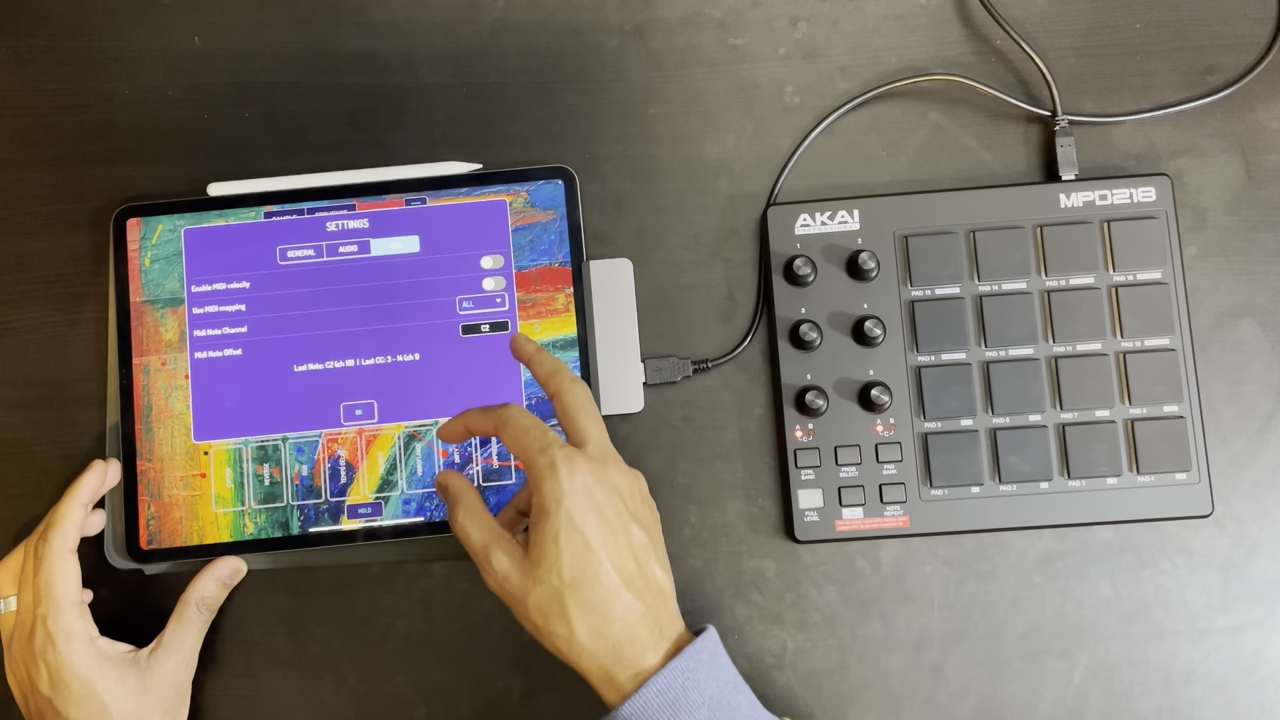 SETTINGS
GENERAL AUDIO
Enable MIDI velocity
Use MIDI mapping
Midi Note Channel ALL
Midi Note Offset C2
Last Note: C2 (ch 10) | Last CC: 3 - 14 (ch 1)
OK
REVERSE
HOLD
AKAI
PROFESSIONAL
MPD218
1 2
3 4
5 6
PAD 13 PAD 14 PAD 15 PAD 16
PAD 9 PAD 10 PAD 11 PAD 12
PAD 5 PAD 6 PAD 7 PAD 8
PAD 1 PAD 2 PAD 3 PAD 4
A B C
A B C
CTRL BANK
PROG SELECT
PAD BANK
FULL LEVEL
NOTE REPEAT